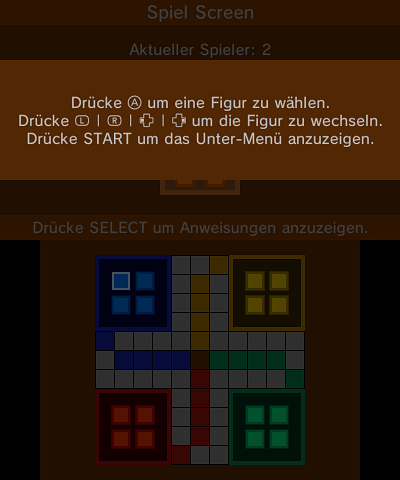 Spiel Screen
Aktueller Spieler: 2
Drücke Ⓐ um eine Figur zu wählen.
Drücke L | R | ✚ | ✚ um die Figur zu wechseln.
Drücke START um das Unter-Menü anzuzeigen.
Drücke SELECT um Anweisungen anzuzeigen.